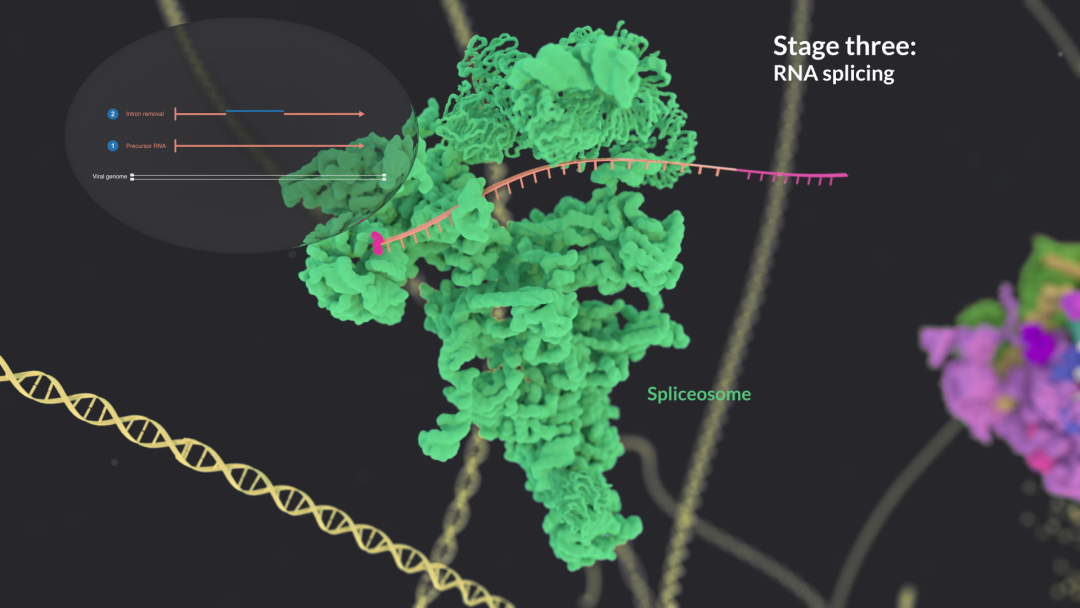 Stage three:
RNA splicing
2 Intron removal
1 Precursor RNA
Viral genome
Spliceosome